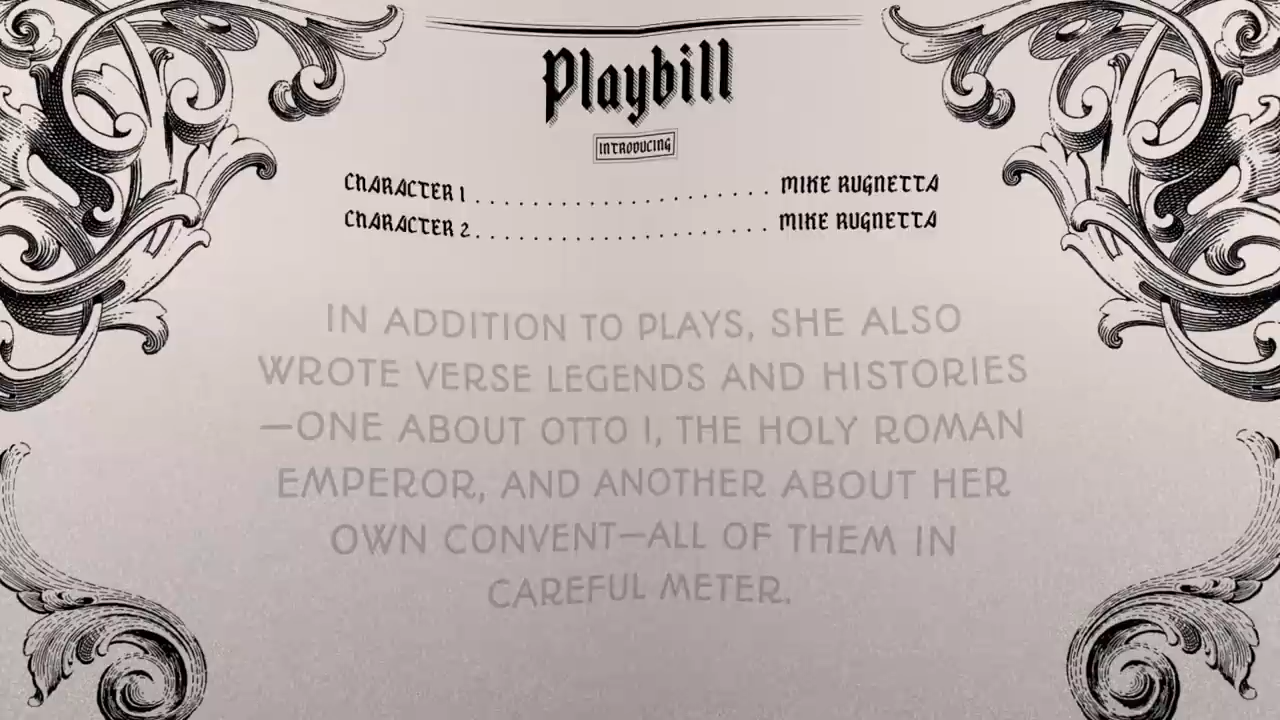 Playbill
INTRODUCING
CHARACTER 1 . . . . . . . . . . . . . . . . . . . . . MIKE RUGNETTA
CHARACTER 2 . . . . . . . . . . . . . . . . . . . . . MIKE RUGNETTA
IN ADDITION TO PLAYS, SHE ALSO
WROTE VERSE LEGENDS AND HISTORIES
—ONE ABOUT OTTO I, THE HOLY ROMAN
EMPEROR, AND ANOTHER ABOUT HER
OWN CONVENT—ALL OF THEM IN
CAREFUL METER.